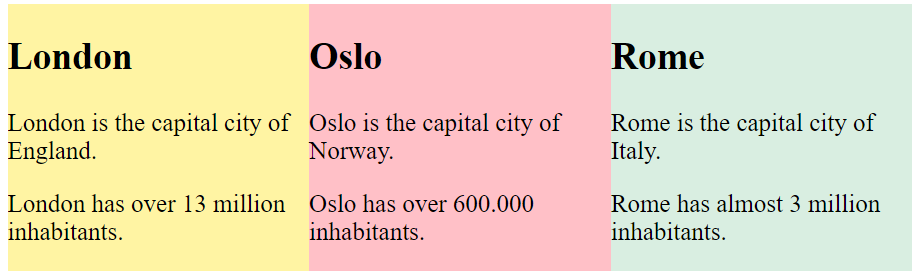 London
London is the capital city of
England.
London has over 13 million
inhabitants.
Oslo
Oslo is the capital city of
Norway.
Oslo has over 600.000
inhabitants.
Rome
Rome is the capital city of
Italy.
Rome has almost 3 million
inhabitants.